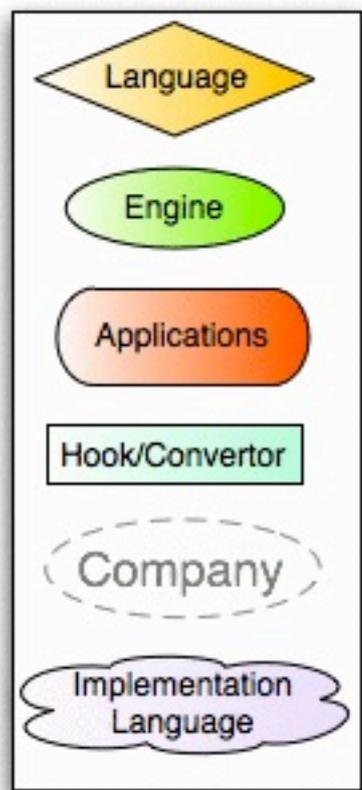 Language
Engine
Applications
Hook/Convertor
Company
Implementation
Language